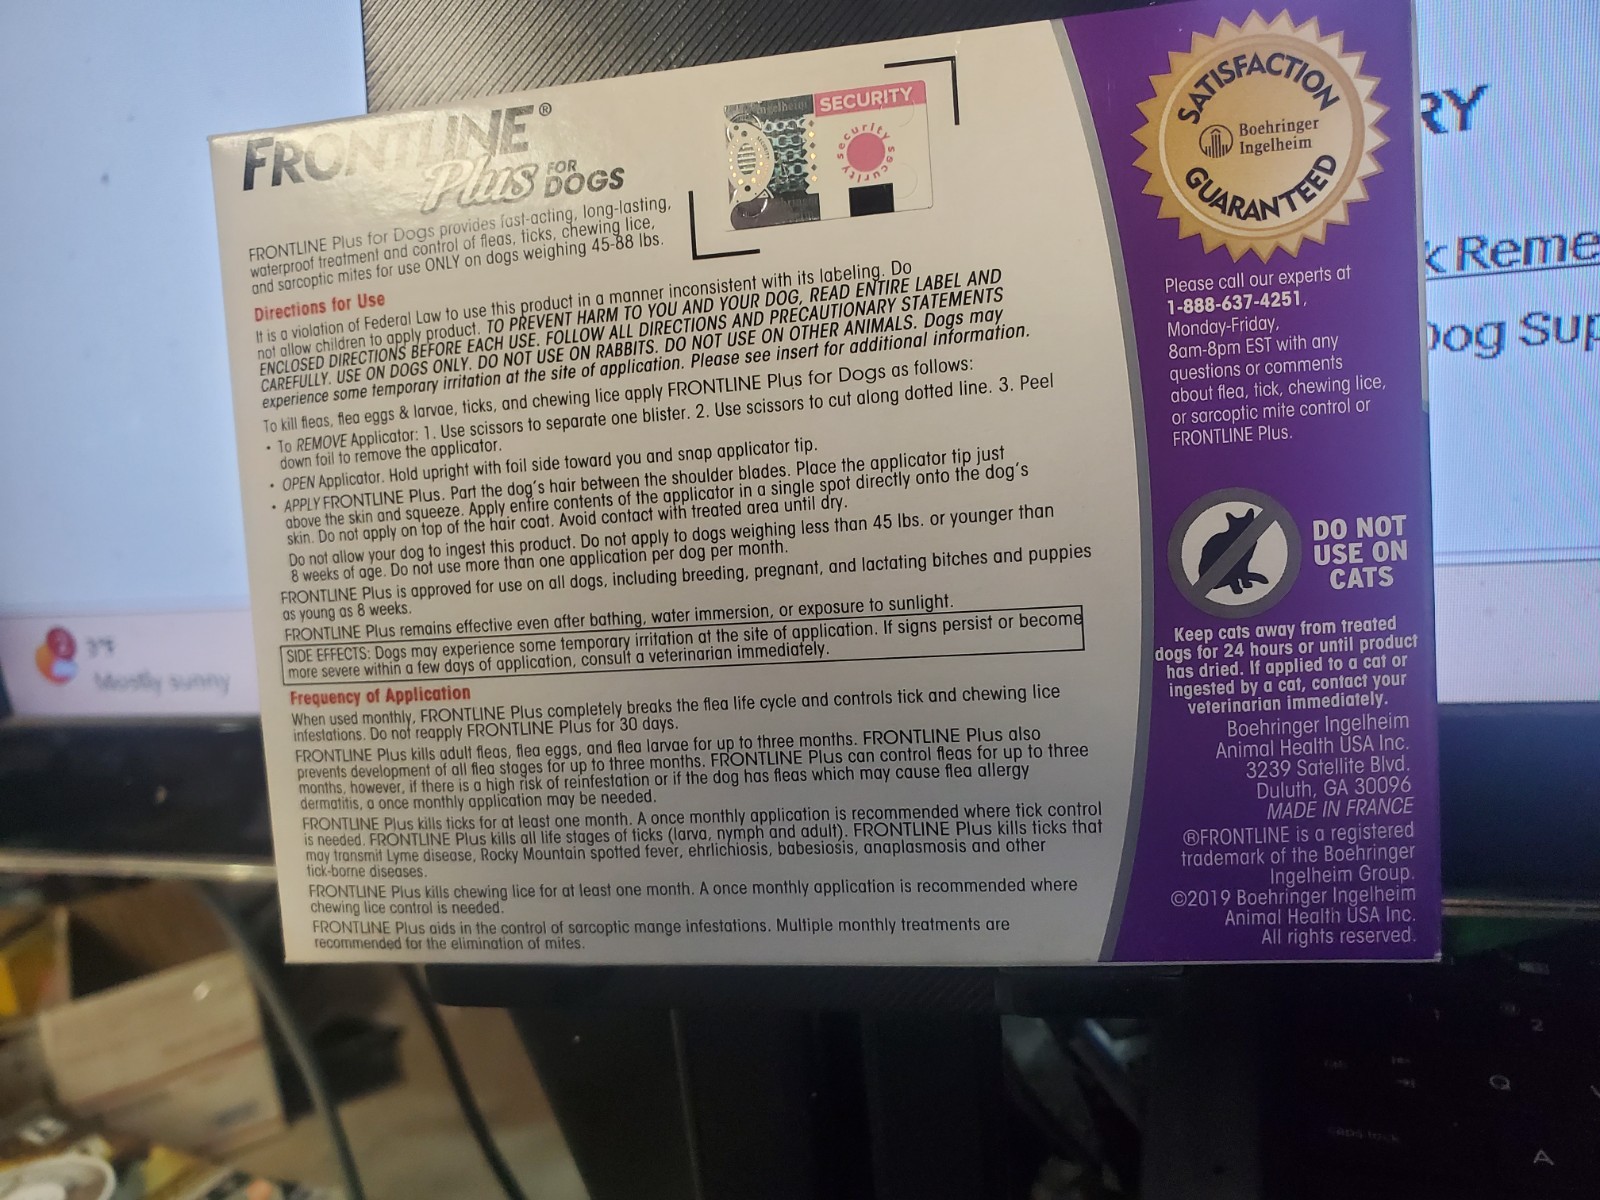 FRONTLINE®
Plus FOR DOGS
FRONTLINE Plus for Dogs provides fast-acting, long-lasting,
waterproof treatment and control of fleas, ticks, chewing lice,
and sarcoptic mites for use ONLY on dogs weighing 45-88 lbs.
Ingelheim
SECURITY
security security
Directions for Use
It is a violation of Federal Law to use this product in a manner inconsistent with its labeling. Do
not allow children to apply product. TO PREVENT HARM TO YOU AND YOUR DOG, READ ENTIRE LABEL AND
ENCLOSED DIRECTIONS BEFORE EACH USE. FOLLOW ALL DIRECTIONS AND PRECAUTIONARY STATEMENTS
CAREFULLY. USE ON DOGS ONLY. DO NOT USE ON RABBITS. DO NOT USE ON OTHER ANIMALS. Dogs may
experience some temporary irritation at the site of application. Please see insert for additional information.
To kill fleas, flea eggs & larvae, ticks, and chewing lice apply FRONTLINE Plus for Dogs as follows:
• To REMOVE Applicator: 1. Use scissors to separate one blister. 2. Use scissors to cut along dotted line. 3. Peel
down foil to remove the applicator.
• OPEN Applicator. Hold upright with foil side toward you and snap applicator tip.
• APPLY FRONTLINE Plus. Part the dog's hair between the shoulder blades. Place the applicator tip just
above the skin and squeeze. Apply entire contents of the applicator in a single spot directly onto the dog's
skin. Do not apply on top of the hair coat. Avoid contact with treated area until dry.
Do not allow your dog to ingest this product. Do not apply to dogs weighing less than 45 lbs. or younger than
8 weeks of age. Do not use more than one application per dog per month.
FRONTLINE Plus is approved for use on all dogs, including breeding, pregnant, and lactating bitches and puppies
as young as 8 weeks.
FRONTLINE Plus remains effective even after bathing, water immersion, or exposure to sunlight.
SIDE EFFECTS: Dogs may experience some temporary irritation at the site of application. If signs persist or become
more severe within a few days of application, consult a veterinarian immediately.
Frequency of Application
When used monthly, FRONTLINE Plus completely breaks the flea life cycle and controls tick and chewing lice
infestations. Do not reapply FRONTLINE Plus for 30 days.
FRONTLINE Plus kills adult fleas, flea eggs, and flea larvae for up to three months. FRONTLINE Plus also
prevents development of all flea stages for up to three months. FRONTLINE Plus can control fleas for up to three
months, however, if there is a high risk of reinfestation or if the dog has fleas which may cause flea allergy
dermatitis, a once monthly application may be needed.
FRONTLINE Plus kills ticks for at least one month. A once monthly application is recommended where tick control
is needed. FRONTLINE Plus kills all life stages of ticks (larva, nymph and adult). FRONTLINE Plus kills ticks that
may transmit Lyme disease, Rocky Mountain spotted fever, ehrlichiosis, babesiosis, anaplasmosis and other
tick-borne diseases.
FRONTLINE Plus kills chewing lice for at least one month. A once monthly application is recommended where
chewing lice control is needed.
FRONTLINE Plus aids in the control of sarcoptic mange infestations. Multiple monthly treatments are
recommended for the elimination of mites.
SATISFACTION
Boehringer
Ingelheim
GUARANTEED
Please call our experts at
1-888-637-4251,
Monday-Friday,
8am-8pm EST with any
questions or comments
about flea, tick, chewing lice,
or sarcoptic mite control or
FRONTLINE Plus.
DO NOT
USE ON
CATS
Keep cats away from treated
dogs for 24 hours or until product
has dried. If applied to a cat or
ingested by a cat, contact your
veterinarian immediately.
Boehringer Ingelheim
Animal Health USA Inc.
3239 Satellite Blvd.
Duluth, GA 30096
MADE IN FRANCE
®FRONTLINE is a registered
trademark of the Boehringer
Ingelheim Group.
©2019 Boehringer Ingelheim
Animal Health USA Inc.
All rights reserved.
RY
k Reme
Dog Sup
2
3°F
Mostly sunny
2
Q
A